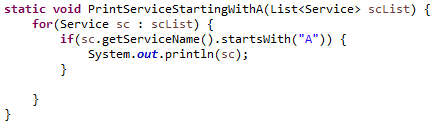 static void PrintServiceStartingWithA(List<Service> scList) {
    for(Service sc : scList) {
        if(sc.getServiceName().startsWith("A")) {
            System.out.println(sc);
        }

    }
}